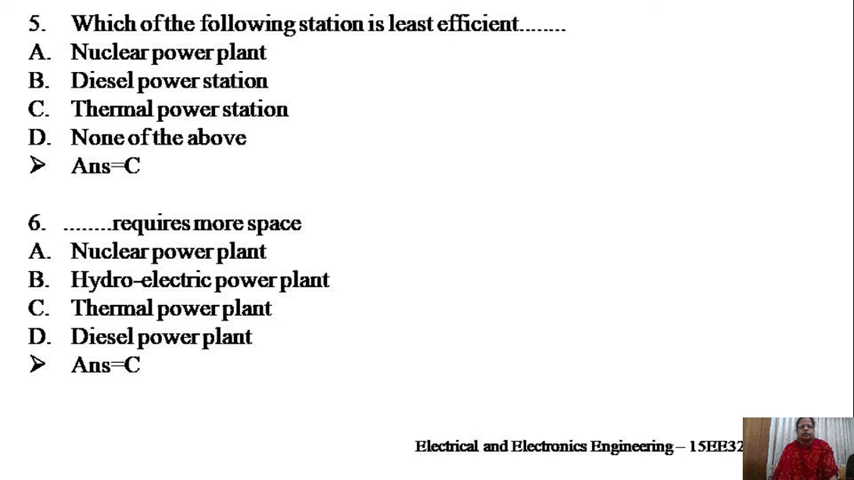 5. Which of the following station is least efficient........
A. Nuclear power plant
B. Diesel power station
C. Thermal power station
D. None of the above
➢ Ans=C
6. ........requires more space
A. Nuclear power plant
B. Hydro-electric power plant
C. Thermal power plant
D. Diesel power plant
➢ Ans=C
Electrical and Electronics Engineering – 15EE32